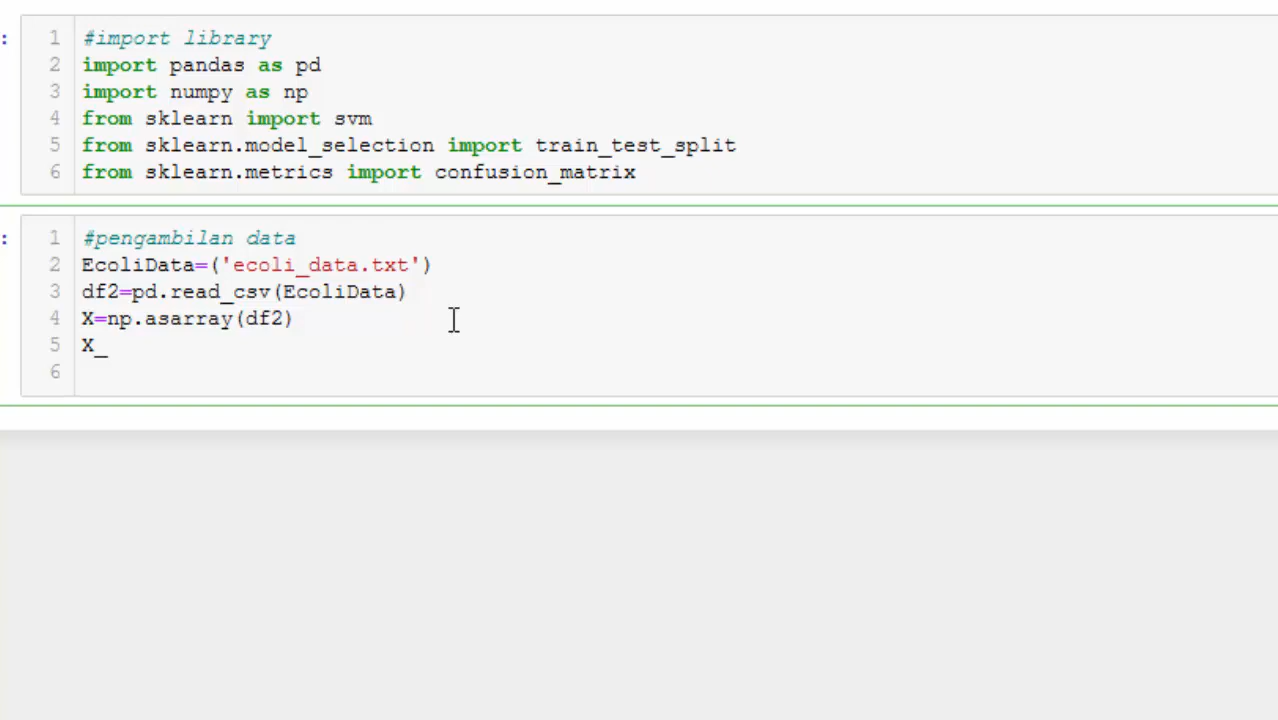 :
1 #import library
2 import pandas as pd
3 import numpy as np
4 from sklearn import svm
5 from sklearn.model_selection import train_test_split
6 from sklearn.metrics import confusion_matrix
:
1 #pengambilan data
2 EcoliData=('ecoli_data.txt')
3 df2=pd.read_csv(EcoliData)
4 X=np.asarray(df2)
5 X_
6